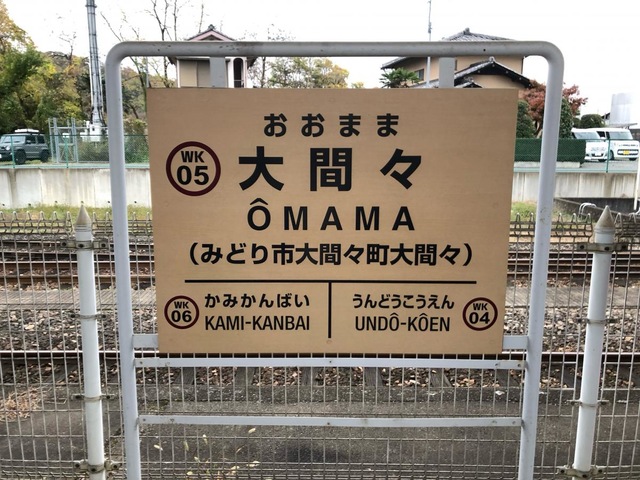 おおまま
WK 05
大間々
ÔMAMA
(みどり市大間々町大間々)
WK 06
かみかんばい
KAMI-KANBAI
うんどうこうえん
UNDÔ-KÔEN
WK 04